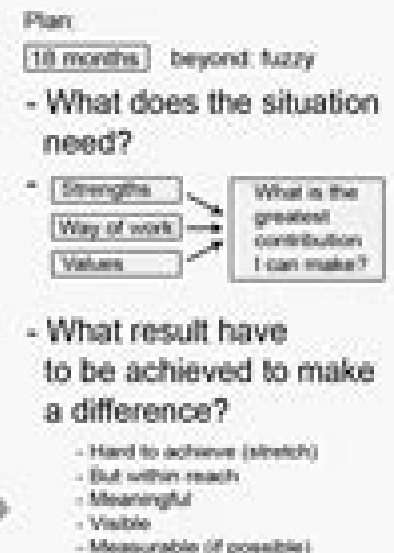 Plan:
18 months beyond: fuzzy
- What does the situation
need?
- Strengths
Way of work
Values
What is the
greatest
contribution
I can make?
- What result have
to be achieved to make
a difference?
- Hard to achieve (stretch)
- But within reach
- Meaningful
- Visible
- Measurable (if possible)